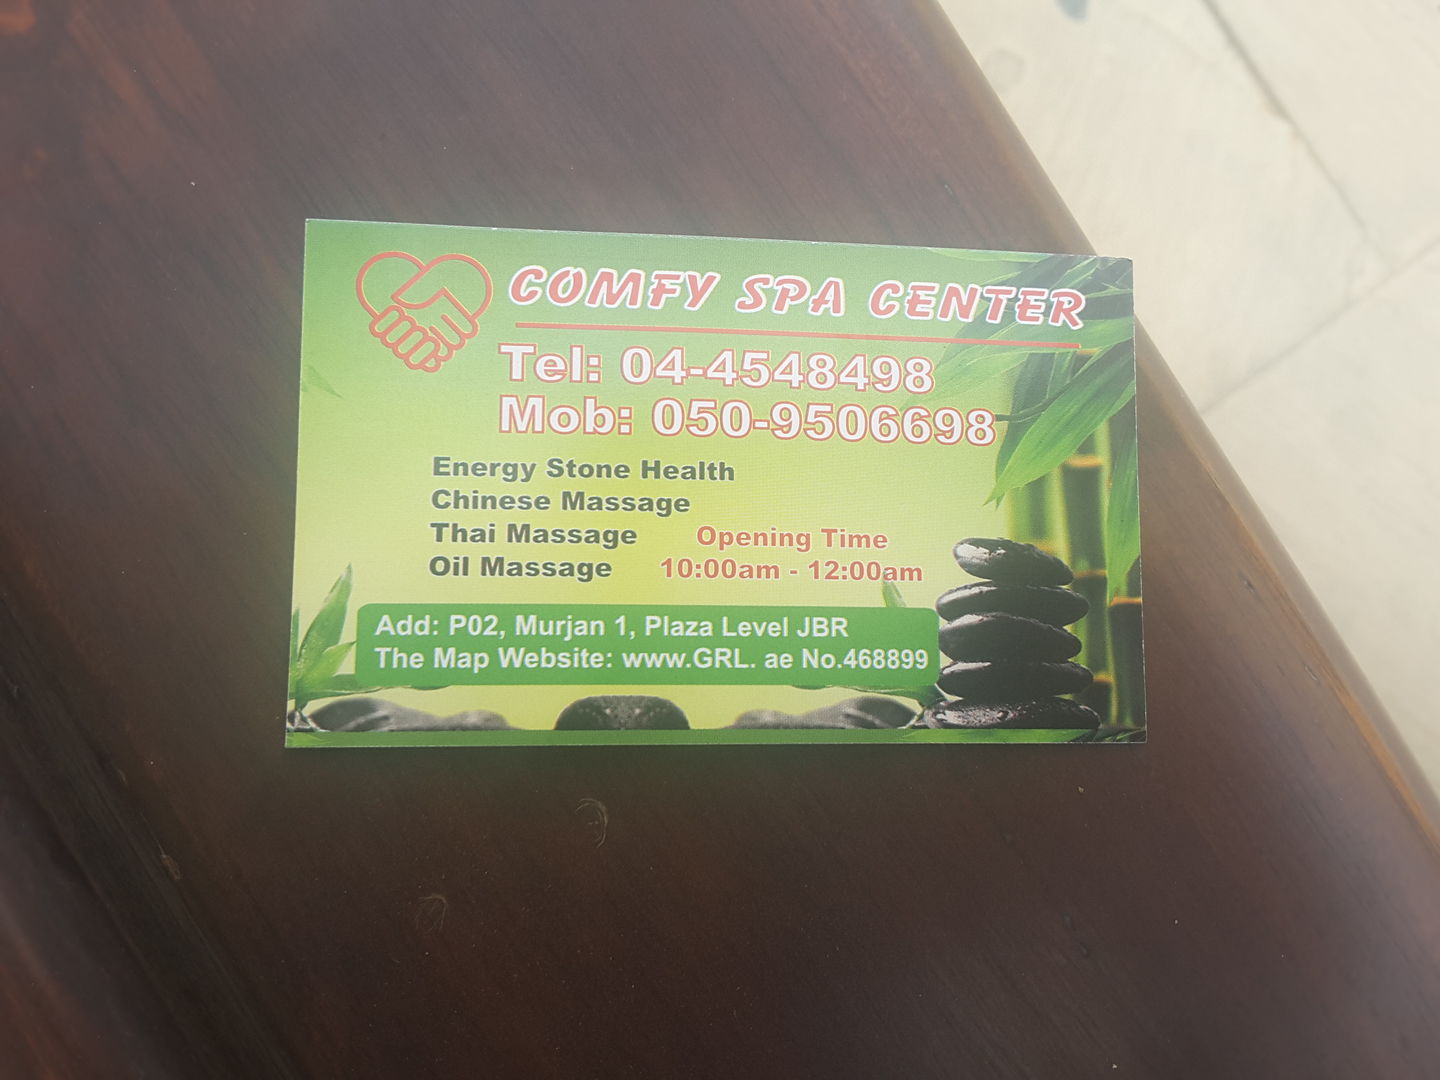 COMFY SPA CENTER
Tel: 04-4548498
Mob: 050-9506698
Energy Stone Health
Chinese Massage
Thai Massage
Oil Massage
Opening Time
10:00am - 12:00am
Add: P02, Murjan 1, Plaza Level JBR
The Map Website: www.GRL. ae No.468899